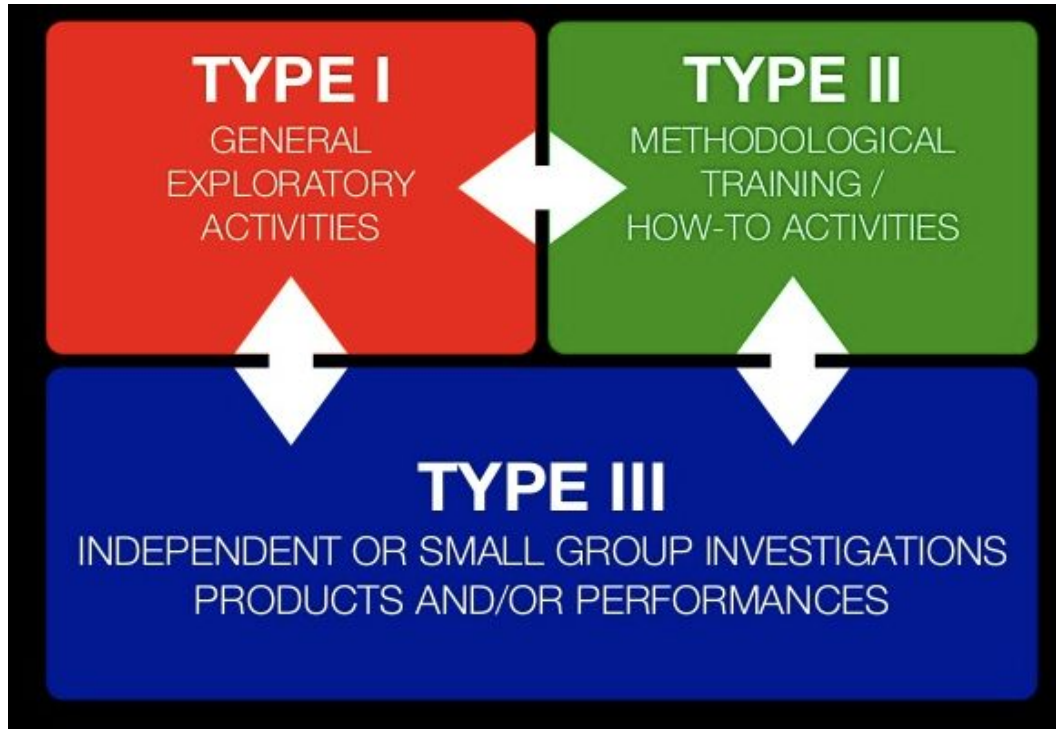 TYPE I
GENERAL
EXPLORATORY
ACTIVITIES
TYPE II
METHODOLOGICAL
TRAINING /
HOW-TO ACTIVITIES
TYPE III
INDEPENDENT OR SMALL GROUP INVESTIGATIONS
PRODUCTS AND/OR PERFORMANCES